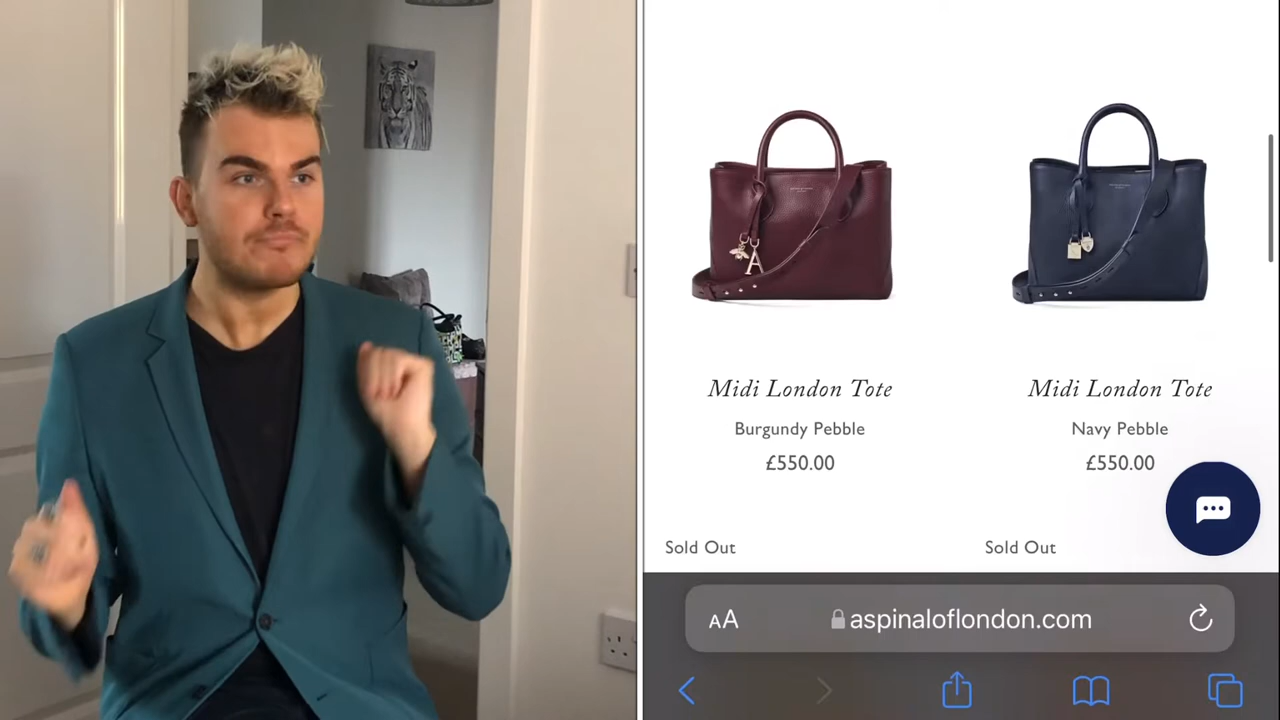 Midi London Tote
Burgundy Pebble
£550.00
Midi London Tote
Navy Pebble
£550.00
Sold Out
Sold Out
AA
aspinaloflondon.com